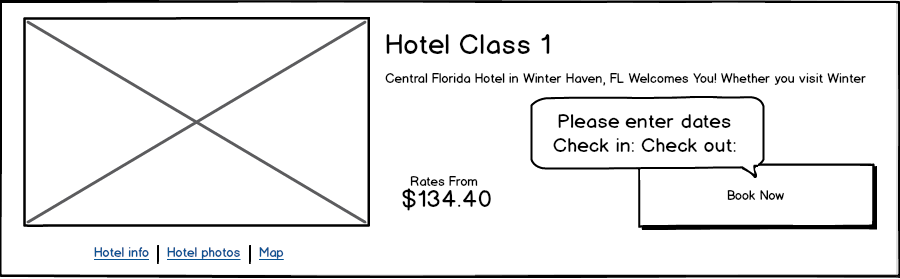 Hotel Class 1
Central Florida Hotel in Winter Haven, FL Welcomes You! Whether you visit Winter
Please enter dates
Check in: Check out:
Rates From
$134.40
Book Now
Hotel info | Hotel photos | Map